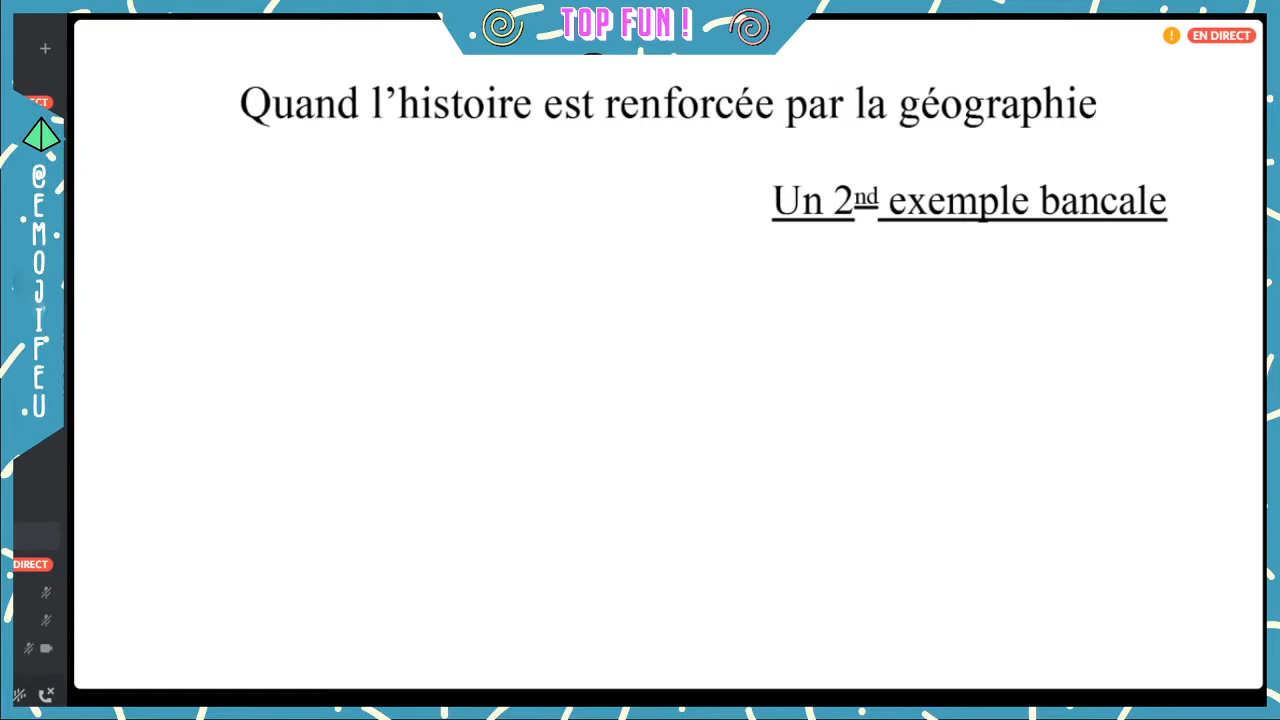 TOP FUN !
EN DIRECT
Quand l’histoire est renforcée par la géographie
Un 2nd exemple bancale
@EMOJIFEU
DIRECT